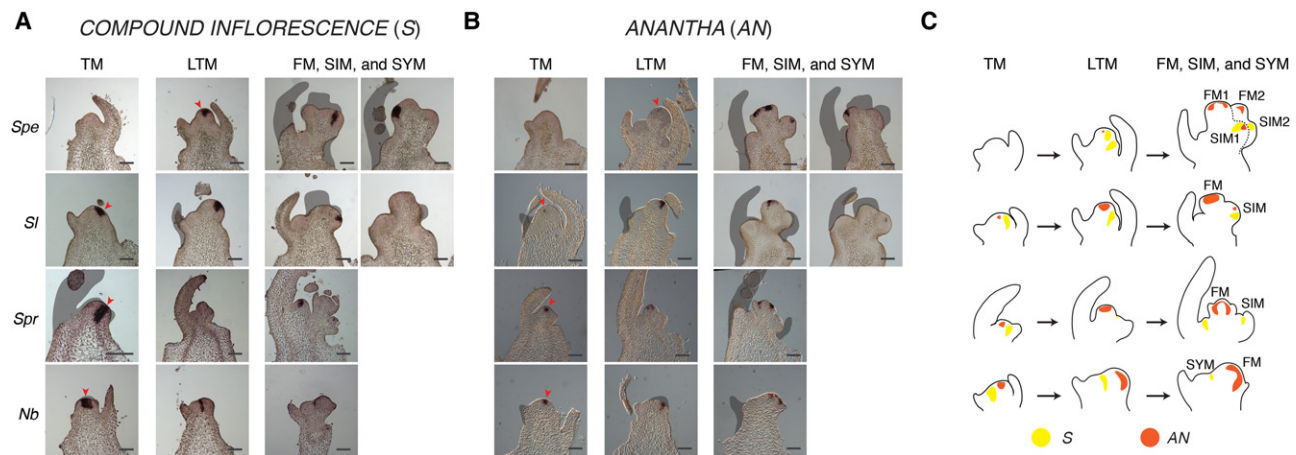 A COMPOUND INFLORESCENCE (S)
TM LTM FM, SIM, and SYM
Spe
Sl
Spr
Nb
B ANANTHA (AN)
TM LTM FM, SIM, and SYM
C
TM LTM FM, SIM, and SYM
FM1 FM2
SIM1 SIM2
FM
SIM
FM
SIM
SYM FM
S AN